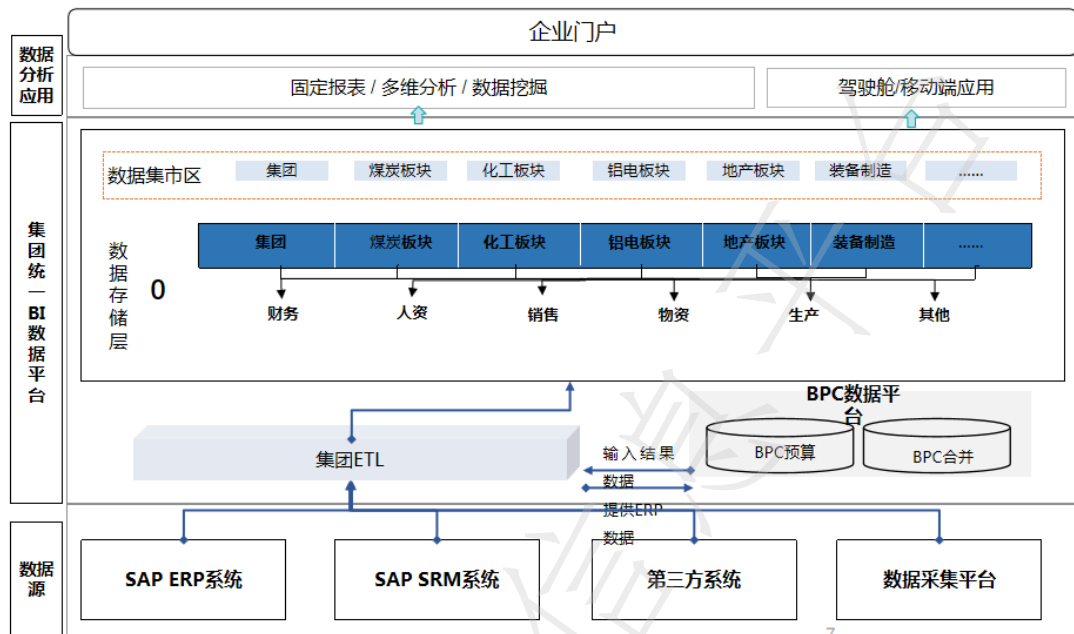 企业门户
数据
分析
应用
固定报表 / 多维分析 / 数据挖掘
驾驶舱/移动端应用
集
团
统
一
BI
数
据
平
台
数据集市区
集团
煤炭板块
化工板块
铝电板块
地产板块
装备制造
......
数
据
存
储
层
0
集团
煤炭板块
化工板块
铝电板块
地产板块
装备制造
......
财务
人资
销售
物资
生产
其他
BPC数据平
台
BPC预算
BPC合并
集团ETL
输入结果
数据
提供ERP
数据
数据
源
SAP ERP系统
SAP SRM系统
第三方系统
数据采集平台
7